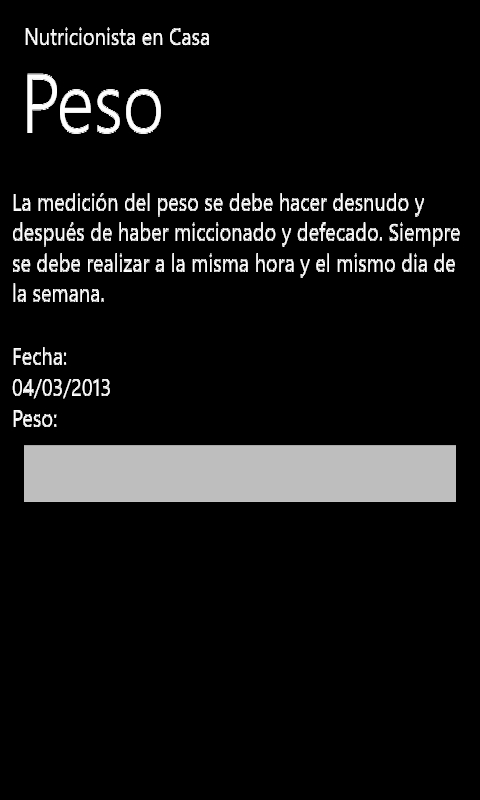 Nutricionista en Casa
Peso
La medición del peso se debe hacer desnudo y
después de haber miccionado y defecado. Siempre
se debe realizar a la misma hora y el mismo dia de
la semana.
Fecha:
04/03/2013
Peso: